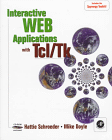 Interactive
WEB
Applications
with Tcl/Tk
Hattie Schroeder
Mike Doyle